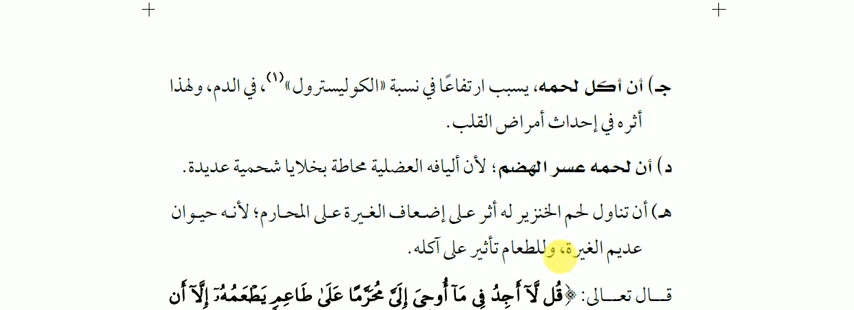 جـ) أن أكل لحمه، يسبب ارتفاعًا في نسبة «الكوليسترول»(١)، في الدم، ولهذا
أثره في إحداث أمراض القلب.
د) أن لحمه عسر الهضم؛ لأن أليافه العضلية محاطة بخلايا شحمية عديدة.
هـ) أن تناول لحم الخنزير له أثر على إضعاف الغيرة على المحارم؛ لأنه حيوان
عديم الغيرة، وللطعام تأثير على آكله.
قال تعالى: ﴿قُل لَّآ أَجِدُ فِي مَآ أُوحِيَ إِلَيَّ مُحَرَّمًا عَلَىٰ طَاعِمٍ يَطْعَمُهُۥٓ إِلَّآ أَن